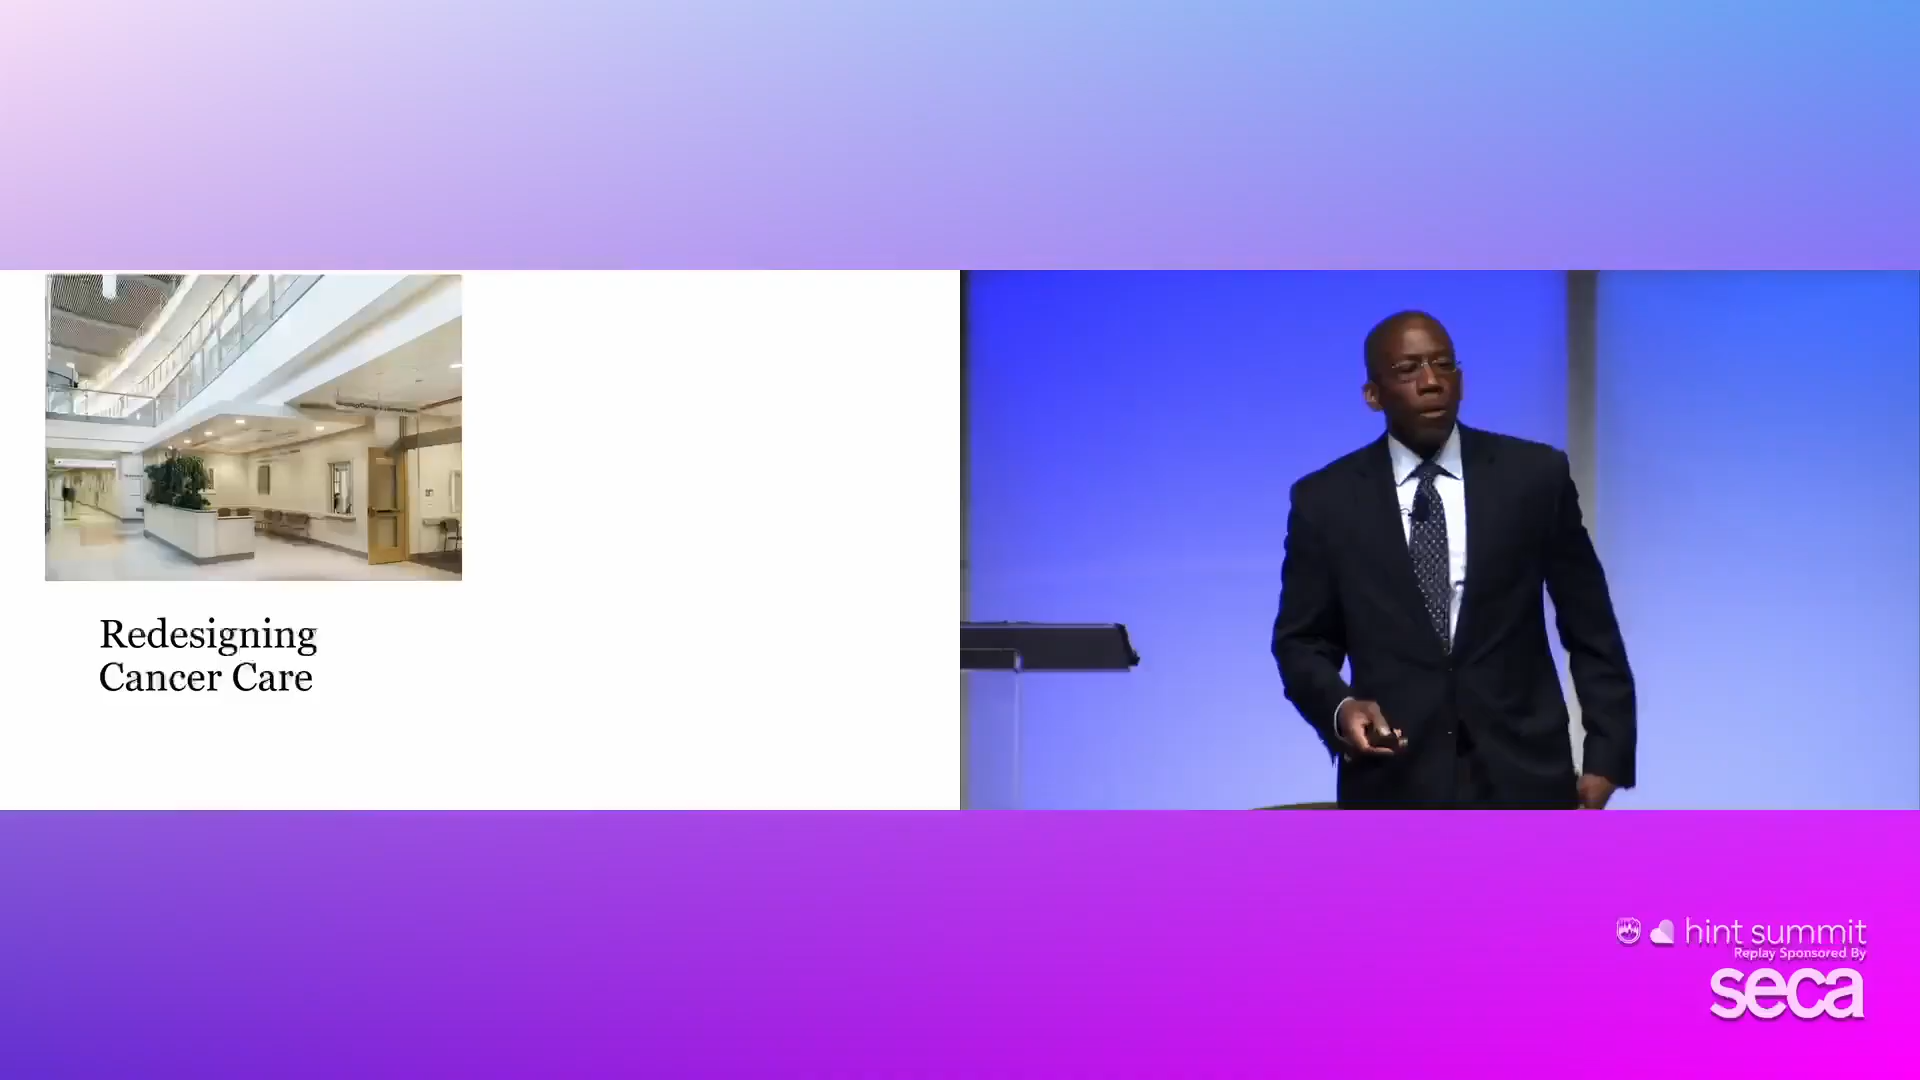 Redesigning
Cancer Care
hint summit
Replay Sponsored By
seca